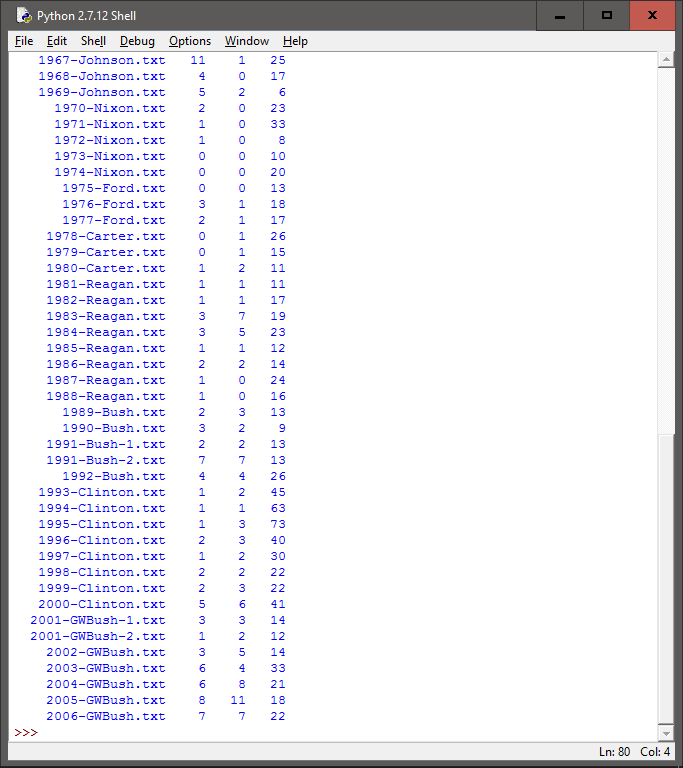 Python 2.7.12 Shell
File Edit Shell Debug Options Window Help
1967-Johnson.txt 11 1 25
1968-Johnson.txt 4 0 17
1969-Johnson.txt 5 2 6
1970-Nixon.txt 2 0 23
1971-Nixon.txt 1 0 33
1972-Nixon.txt 1 0 8
1973-Nixon.txt 0 0 10
1974-Nixon.txt 0 0 20
1975-Ford.txt 0 0 13
1976-Ford.txt 3 1 18
1977-Ford.txt 2 1 17
1978-Carter.txt 0 1 26
1979-Carter.txt 0 1 15
1980-Carter.txt 1 2 11
1981-Reagan.txt 1 1 11
1982-Reagan.txt 1 1 17
1983-Reagan.txt 3 7 19
1984-Reagan.txt 3 5 23
1985-Reagan.txt 1 1 12
1986-Reagan.txt 2 2 14
1987-Reagan.txt 1 0 24
1988-Reagan.txt 1 0 16
1989-Bush.txt 2 3 13
1990-Bush.txt 3 2 9
1991-Bush-1.txt 2 2 13
1991-Bush-2.txt 7 7 13
1992-Bush.txt 4 4 26
1993-Clinton.txt 1 2 45
1994-Clinton.txt 1 1 63
1995-Clinton.txt 1 3 73
1996-Clinton.txt 2 3 40
1997-Clinton.txt 1 2 30
1998-Clinton.txt 2 2 22
1999-Clinton.txt 2 3 22
2000-Clinton.txt 5 6 41
2001-GWBush-1.txt 3 3 14
2001-GWBush-2.txt 1 2 12
2002-GWBush.txt 3 5 14
2003-GWBush.txt 6 4 33
2004-GWBush.txt 6 8 21
2005-GWBush.txt 8 11 18
2006-GWBush.txt 7 7 22
>>>
Ln: 80 Col: 4